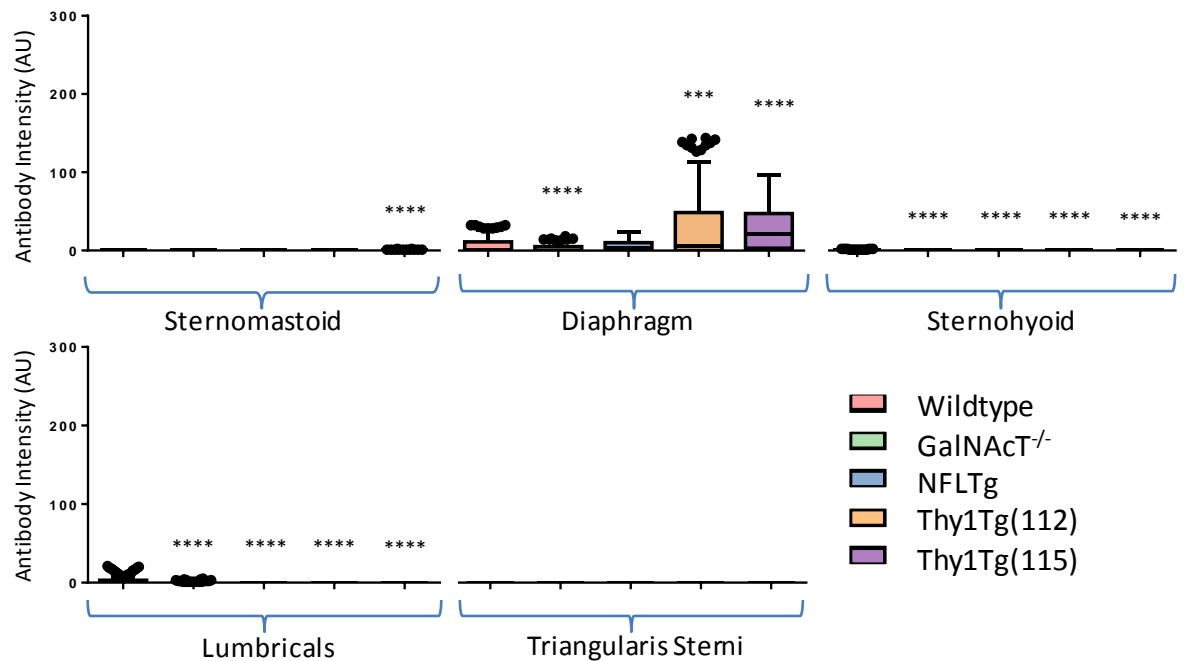 Antibody Intensity (AU)
300
200
100
0
****
****
***
****
****
****
****
****
Sternomastoid
Diaphragm
Sternohyoid
Antibody Intensity (AU)
300
200
100
0
****
****
****
****
Lumbricals
Triangularis Sterni
Wildtype
GalNAcT-/-
NFLTg
Thy1Tg(112)
Thy1Tg(115)